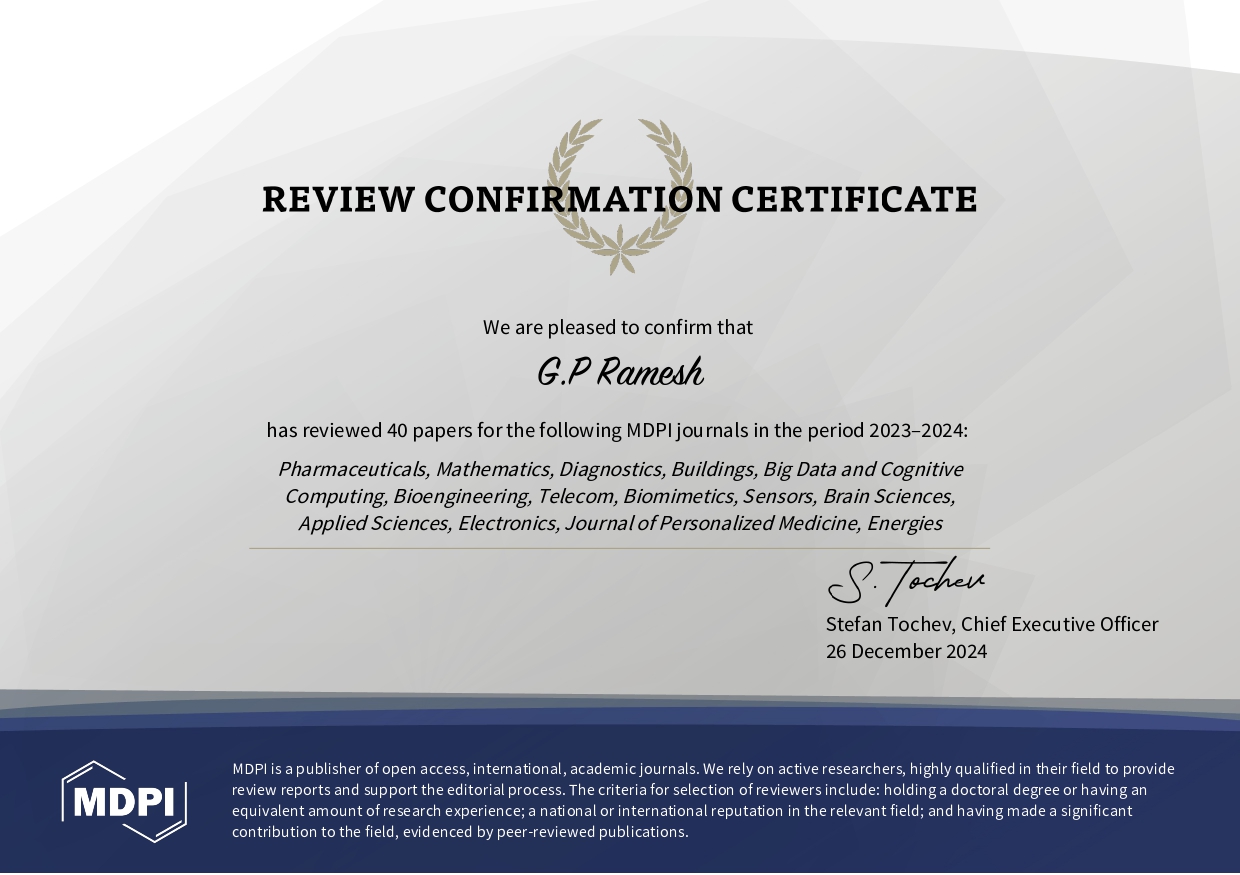 REVIEW CONFIRMATION CERTIFICATE
We are pleased to confirm that
G.P Ramesh
has reviewed 40 papers for the following MDPI journals in the period 2023–2024:
Pharmaceuticals, Mathematics, Diagnostics, Buildings, Big Data and Cognitive
Computing, Bioengineering, Telecom, Biomimetics, Sensors, Brain Sciences,
Applied Sciences, Electronics, Journal of Personalized Medicine, Energies
S. Tochev
Stefan Tochev, Chief Executive Officer
26 December 2024
MDPI
MDPI is a publisher of open access, international, academic journals. We rely on active researchers, highly qualified in their field to provide
review reports and support the editorial process. The criteria for selection of reviewers include: holding a doctoral degree or having an
equivalent amount of research experience; a national or international reputation in the relevant field; and having made a significant
contribution to the field, evidenced by peer-reviewed publications.